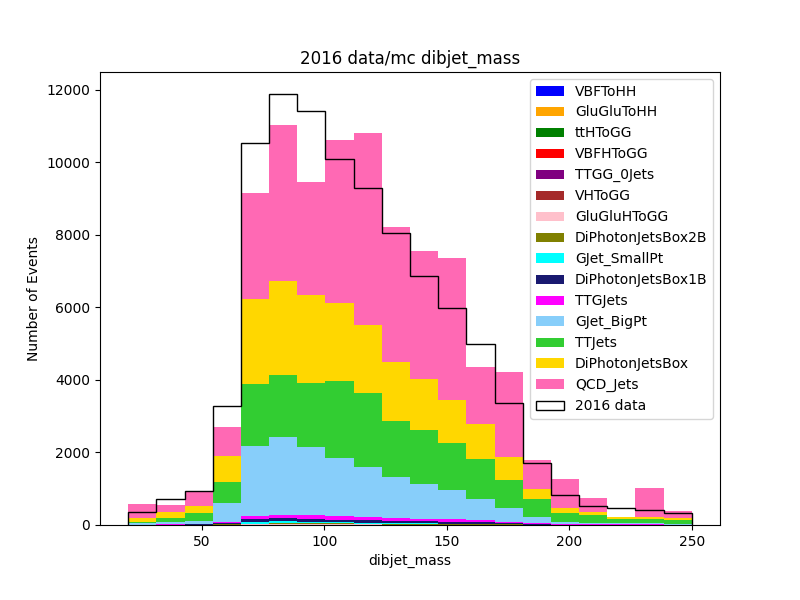 2016 data/mc dibjet_mass
12000
10000
8000
6000
4000
2000
0
Number of Events
50
100
150
200
250
dibjet_mass
VBFToHH
GluGluToHH
ttHToGG
VBFHToGG
TTGG_0Jets
VHToGG
GluGluHToGG
DiPhotonJetsBox2B
GJet_SmallPt
DiPhotonJetsBox1B
TTGJets
GJet_BigPt
TTJets
DiPhotonJetsBox
QCD_Jets
2016 data